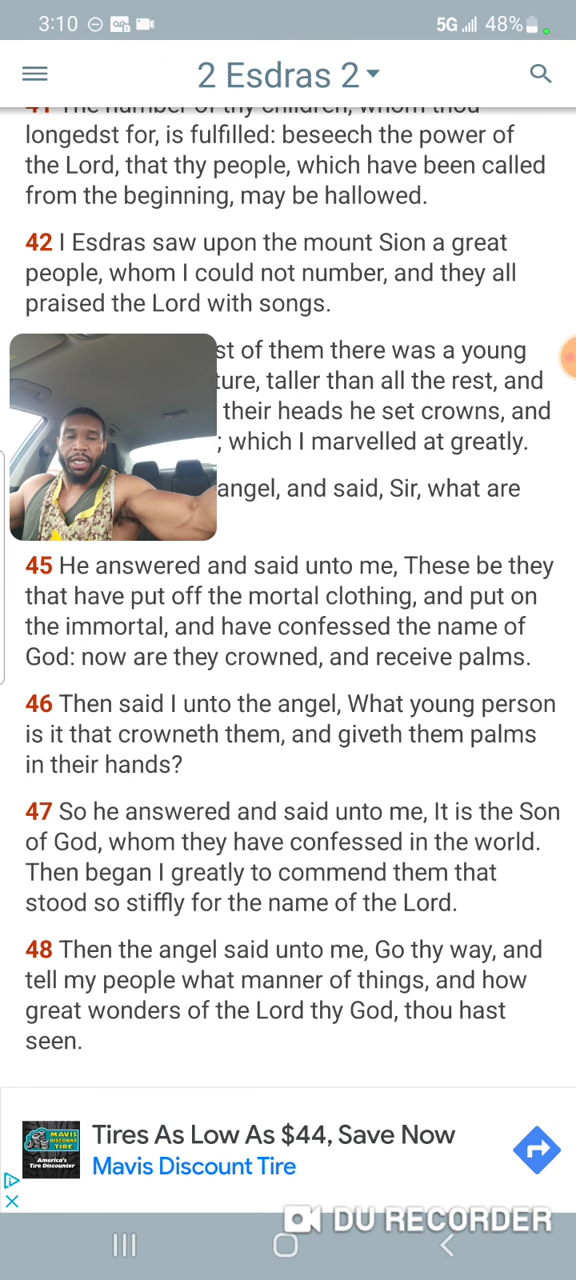 3:10 5G 48%
2 Esdras 2
41 The number of thy children, whom thou
longedst for, is fulfilled: beseech the power of
the Lord, that thy people, which have been called
from the beginning, may be hallowed.
42 I Esdras saw upon the mount Sion a great
people, whom I could not number, and they all
praised the Lord with songs.
st of them there was a young
ture, taller than all the rest, and
their heads he set crowns, and
; which I marvelled at greatly.
angel, and said, Sir, what are
45 He answered and said unto me, These be they
that have put off the mortal clothing, and put on
the immortal, and have confessed the name of
God: now are they crowned, and receive palms.
46 Then said I unto the angel, What young person
is it that crowneth them, and giveth them palms
in their hands?
47 So he answered and said unto me, It is the Son
of God, whom they have confessed in the world.
Then began I greatly to commend them that
stood so stiffly for the name of the Lord.
48 Then the angel said unto me, Go thy way, and
tell my people what manner of things, and how
great wonders of the Lord thy God, thou hast
seen.
MAVIS
DISCOUNT
TIRE
America's
Tire Discounter
Tires As Low As $44, Save Now
Mavis Discount Tire
DU RECORDER